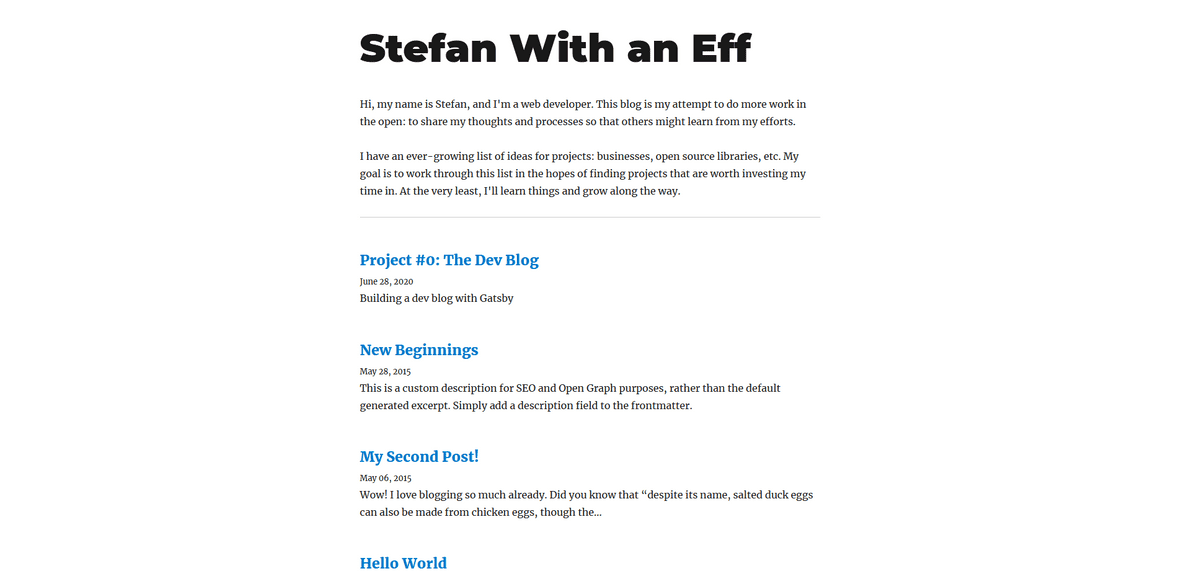 Stefan With an Eff
Hi, my name is Stefan, and I'm a web developer. This blog is my attempt to do more work in
the open: to share my thoughts and processes so that others might learn from my efforts.
I have an ever-growing list of ideas for projects: businesses, open source libraries, etc. My
goal is to work through this list in the hopes of finding projects that are worth investing my
time in. At the very least, I'll learn things and grow along the way.
Project #0: The Dev Blog
June 28, 2020
Building a dev blog with Gatsby
New Beginnings
May 28, 2015
This is a custom description for SEO and Open Graph purposes, rather than the default
generated excerpt. Simply add a description field to the frontmatter.
My Second Post!
May 06, 2015
Wow! I love blogging so much already. Did you know that “despite its name, salted duck eggs
can also be made from chicken eggs, though the…
Hello World